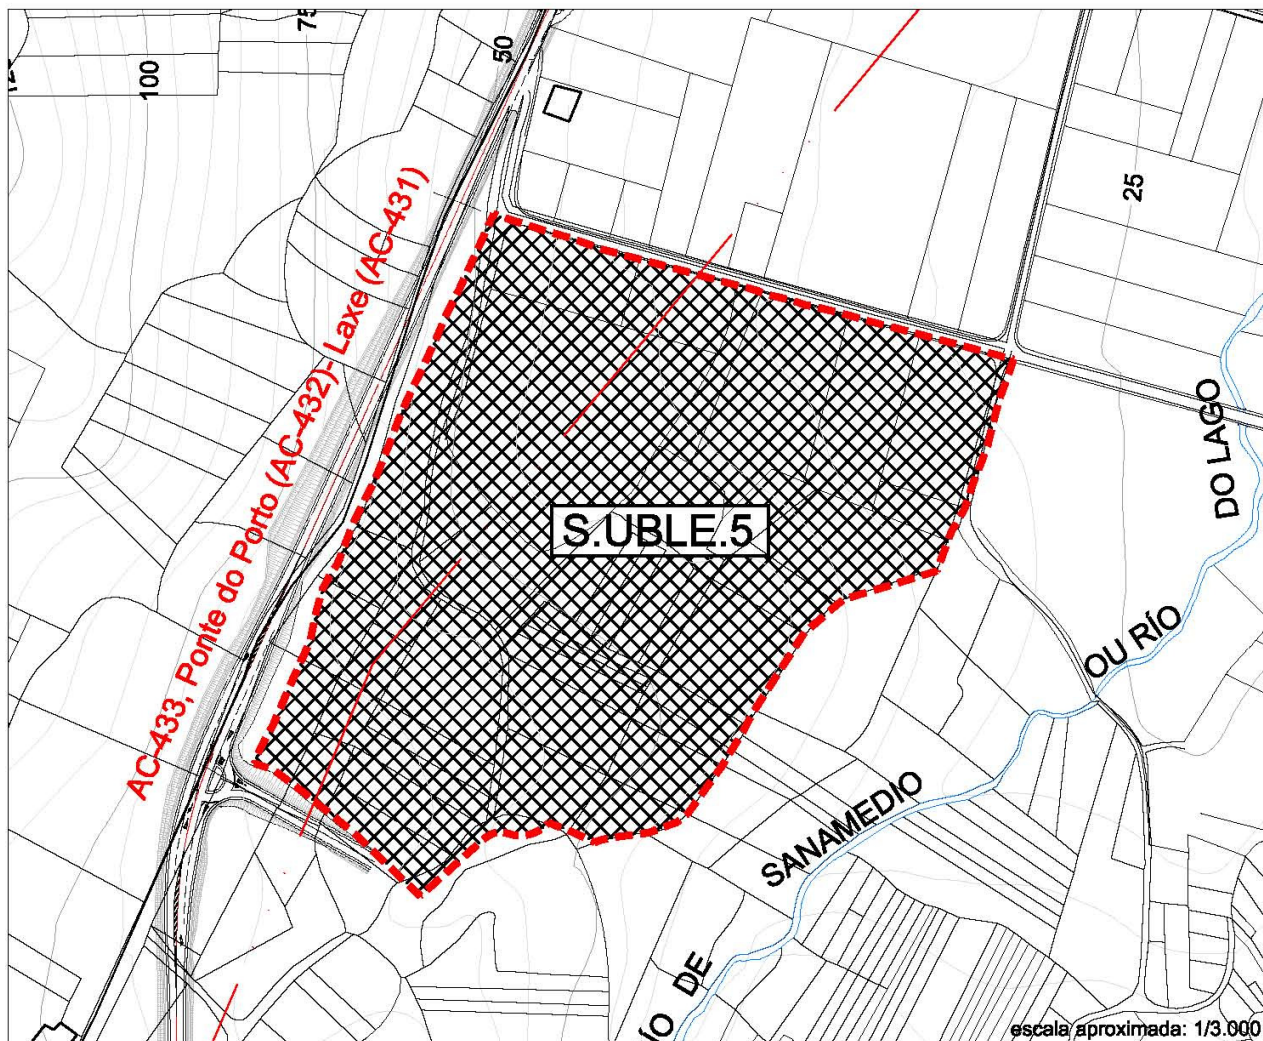 50
100
25
AC-433, Ponte do Porto (AC-432)- Laxe (AC-431)
S.UBLE.5
DO LAGO
OU RÍO
SANAMEDIO
DE
escala aproximada: 1/3.000